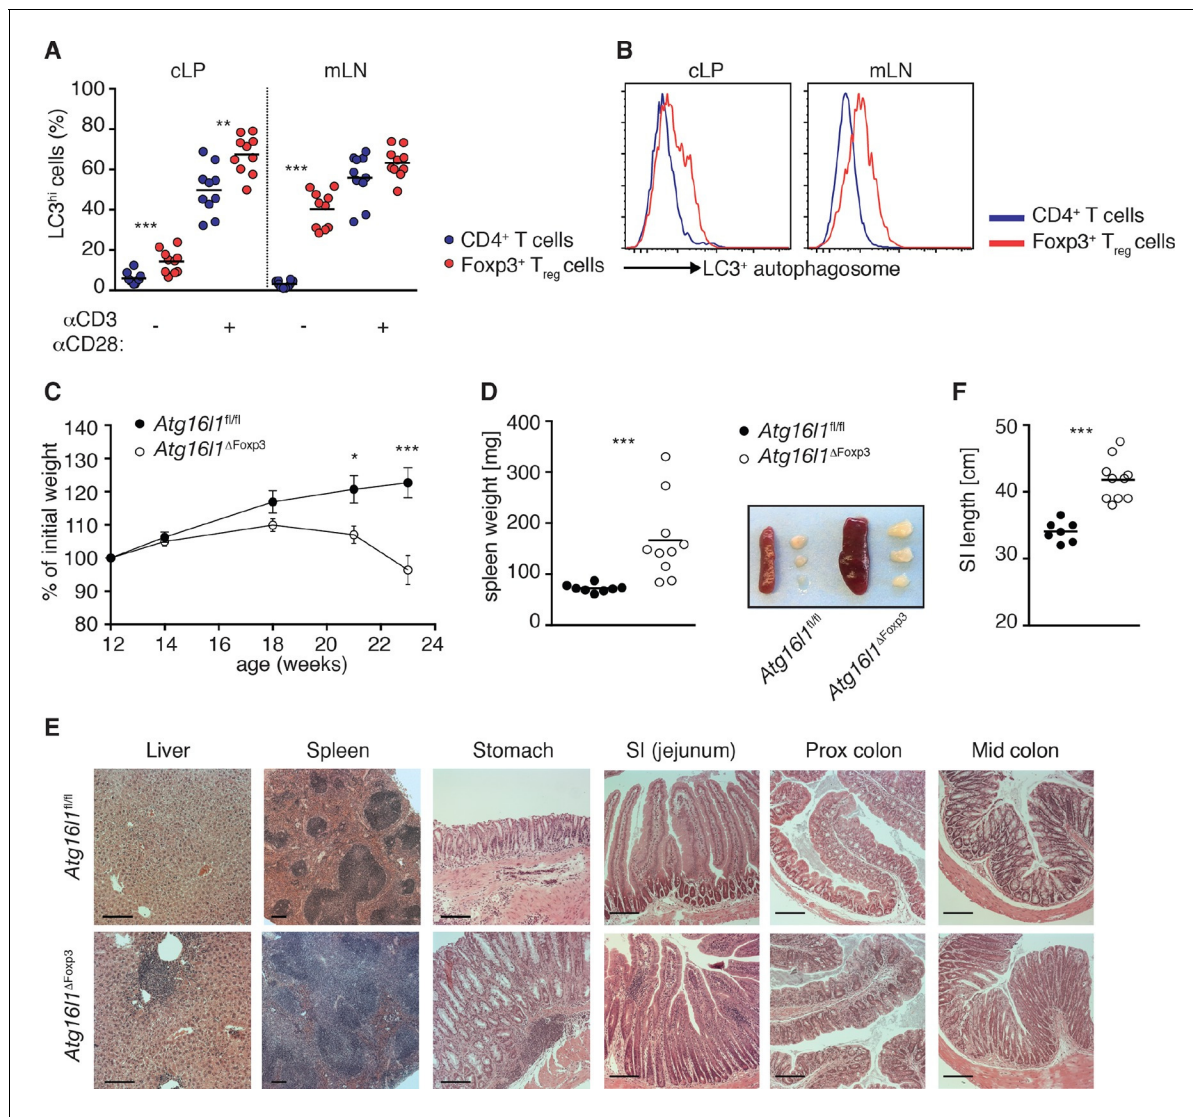 A
cLP mLN
LC3hi cells (%)
100
80
60
40
20
0
***
**
***
αCD3
αCD28:
- + - +
CD4+ T cells
Foxp3+ Treg cells
B
cLP mLN
LC3+ autophagosome
CD4+ T cells
Foxp3+ Treg cells
C
% of initial weight
140
130
120
110
100
90
80
Atg16l1fl/fl
Atg16l1ΔFoxp3
*
***
12 14 16 18 20 22 24
age (weeks)
D
spleen weight [mg]
400
300
200
100
0
***
Atg16l1fl/fl
Atg16l1ΔFoxp3
Atg16l1fl/fl
Atg16l1ΔFoxp3
F
SI length [cm]
50
40
30
20
***
E
Liver Spleen Stomach SI (jejunum) Prox colon Mid colon
Atg16l1fl/fl
Atg16l1ΔFoxp3